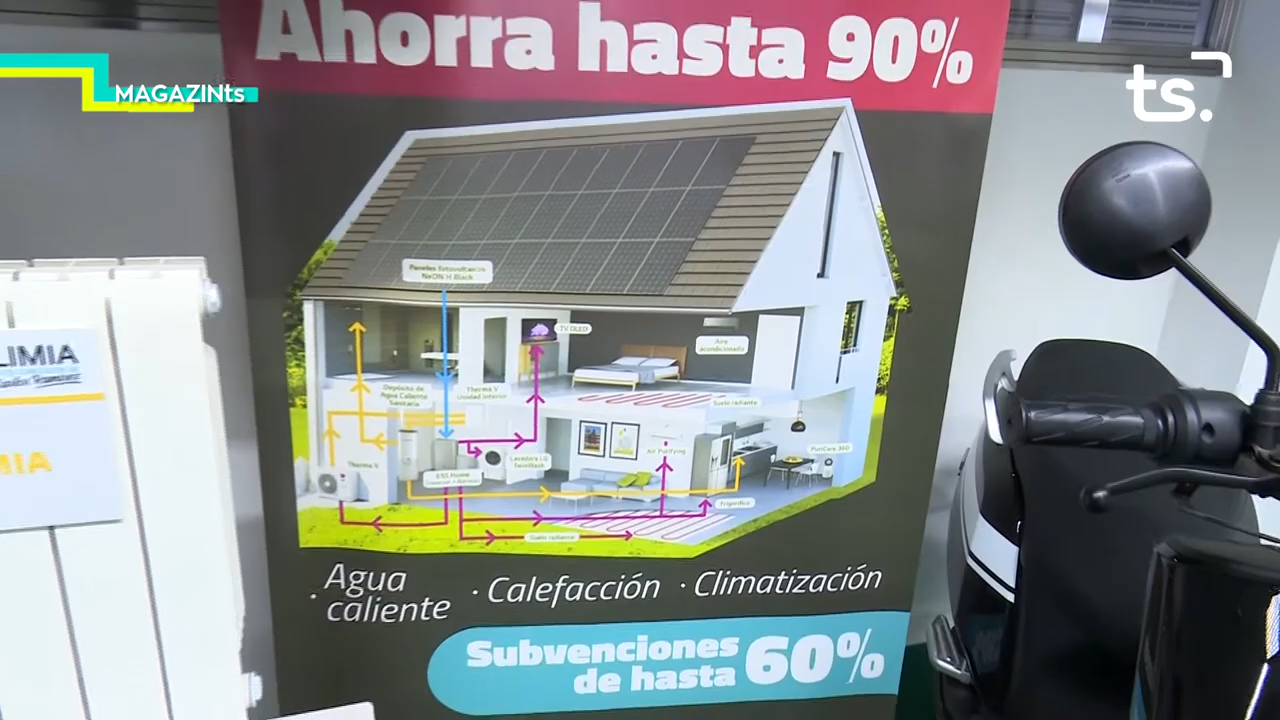 Ahorra hasta 90%
MAGAZINts
ts.
Paneles fotovoltaicos
NeON H Black
TV OLED
Aire
acondicionado
LIMIA
Depósito de
Agua Caliente
Sanitaria
Therma V
Unidad interior
Suelo radiante
MIA
Therma V
Lavadora LG
Air Purifying
PuriCare 360
ESS Home
Frigorífico
Suelo radiante
· Agua
caliente
· Calefacción
· Climatización
Subvenciones
de hasta 60%